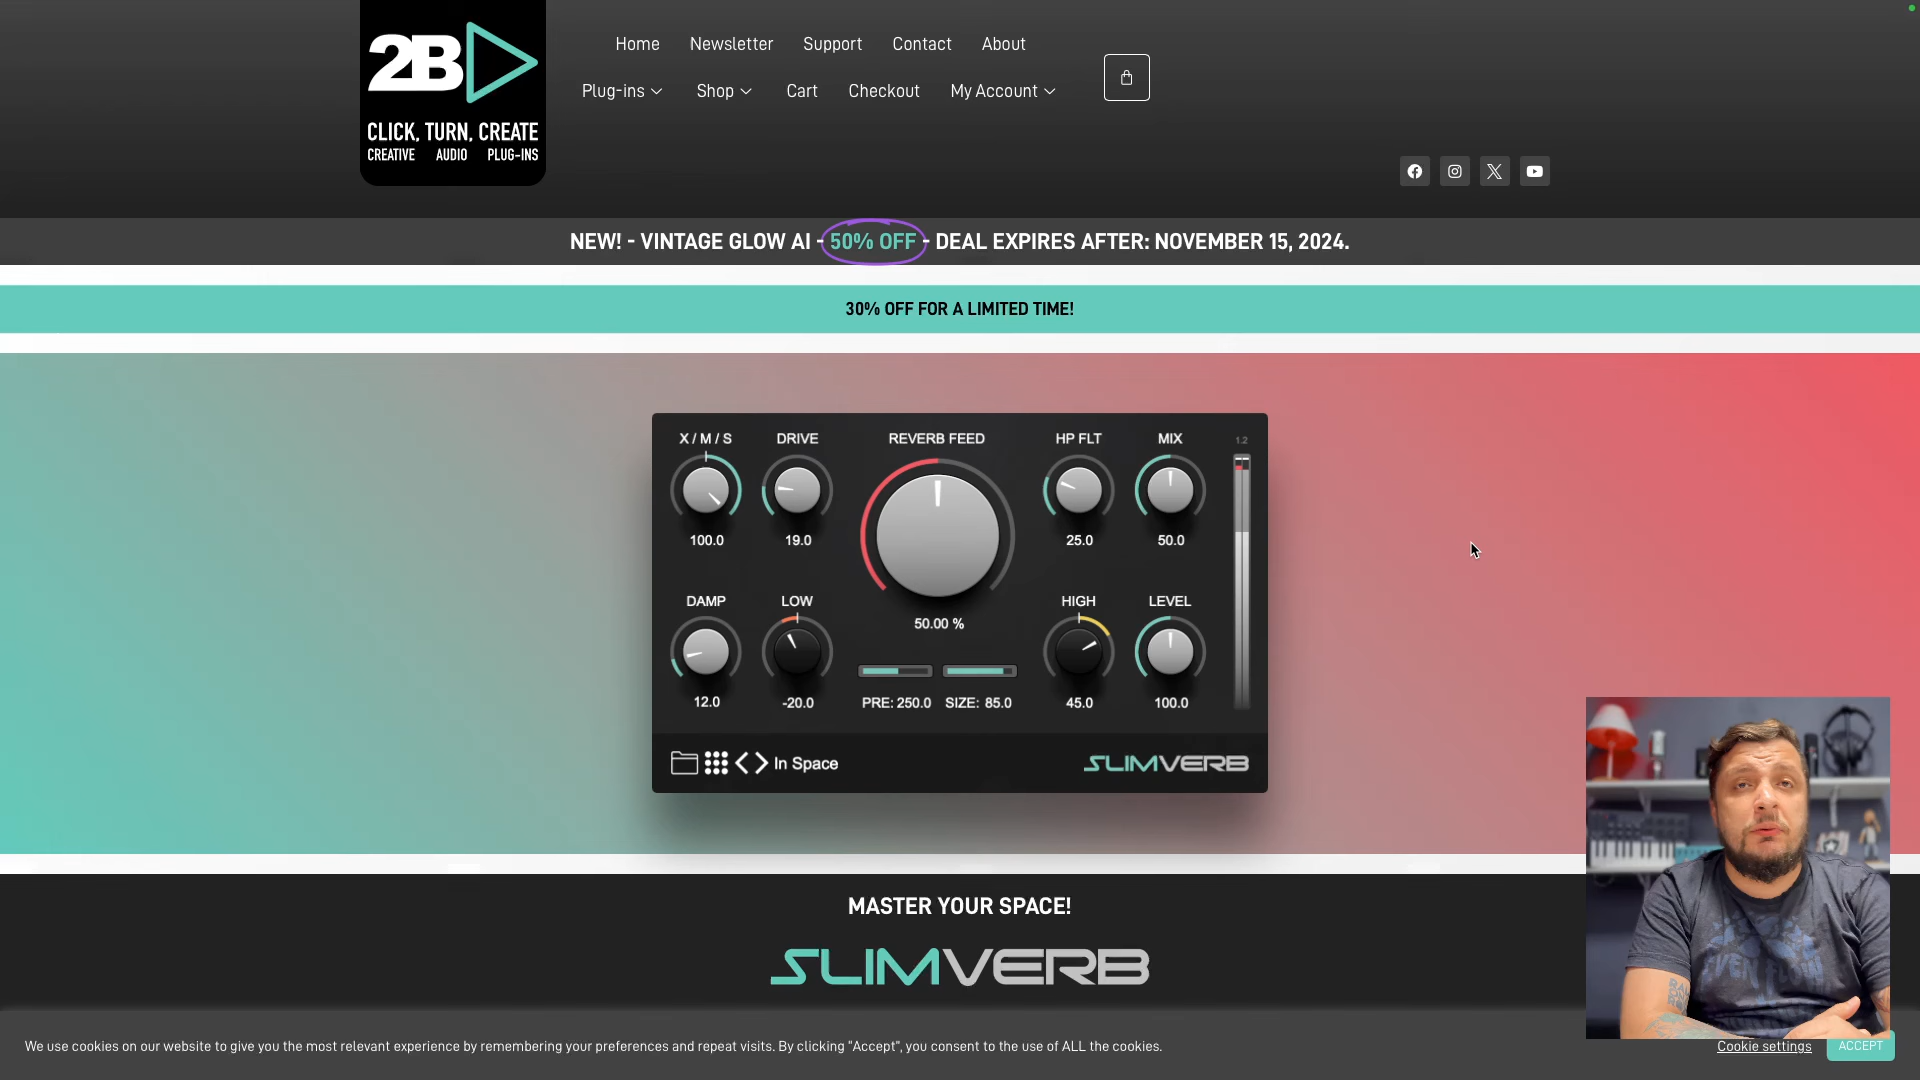 2B
CLICK, TURN, CREATE
CREATIVE AUDIO PLUG-INS
Home Newsletter Support Contact About
Plug-ins Shop Cart Checkout My Account
NEW! - VINTAGE GLOW AI - 50% OFF - DEAL EXPIRES AFTER: NOVEMBER 15, 2024.
30% OFF FOR A LIMITED TIME!
X / M / S DRIVE REVERB FEED HP FLT MIX 1.2
100.0 19.0 25.0 50.0
DAMP LOW HIGH LEVEL
50.00 %
12.0 -20.0 PRE: 250.0 SIZE: 85.0 45.0 100.0
In Space SLIMVERB
MASTER YOUR SPACE!
SLIMVERB
We use cookies on our website to give you the most relevant experience by remembering your preferences and repeat visits. By clicking "Accept", you consent to the use of ALL the cookies.
Cookie settings ACCEPT